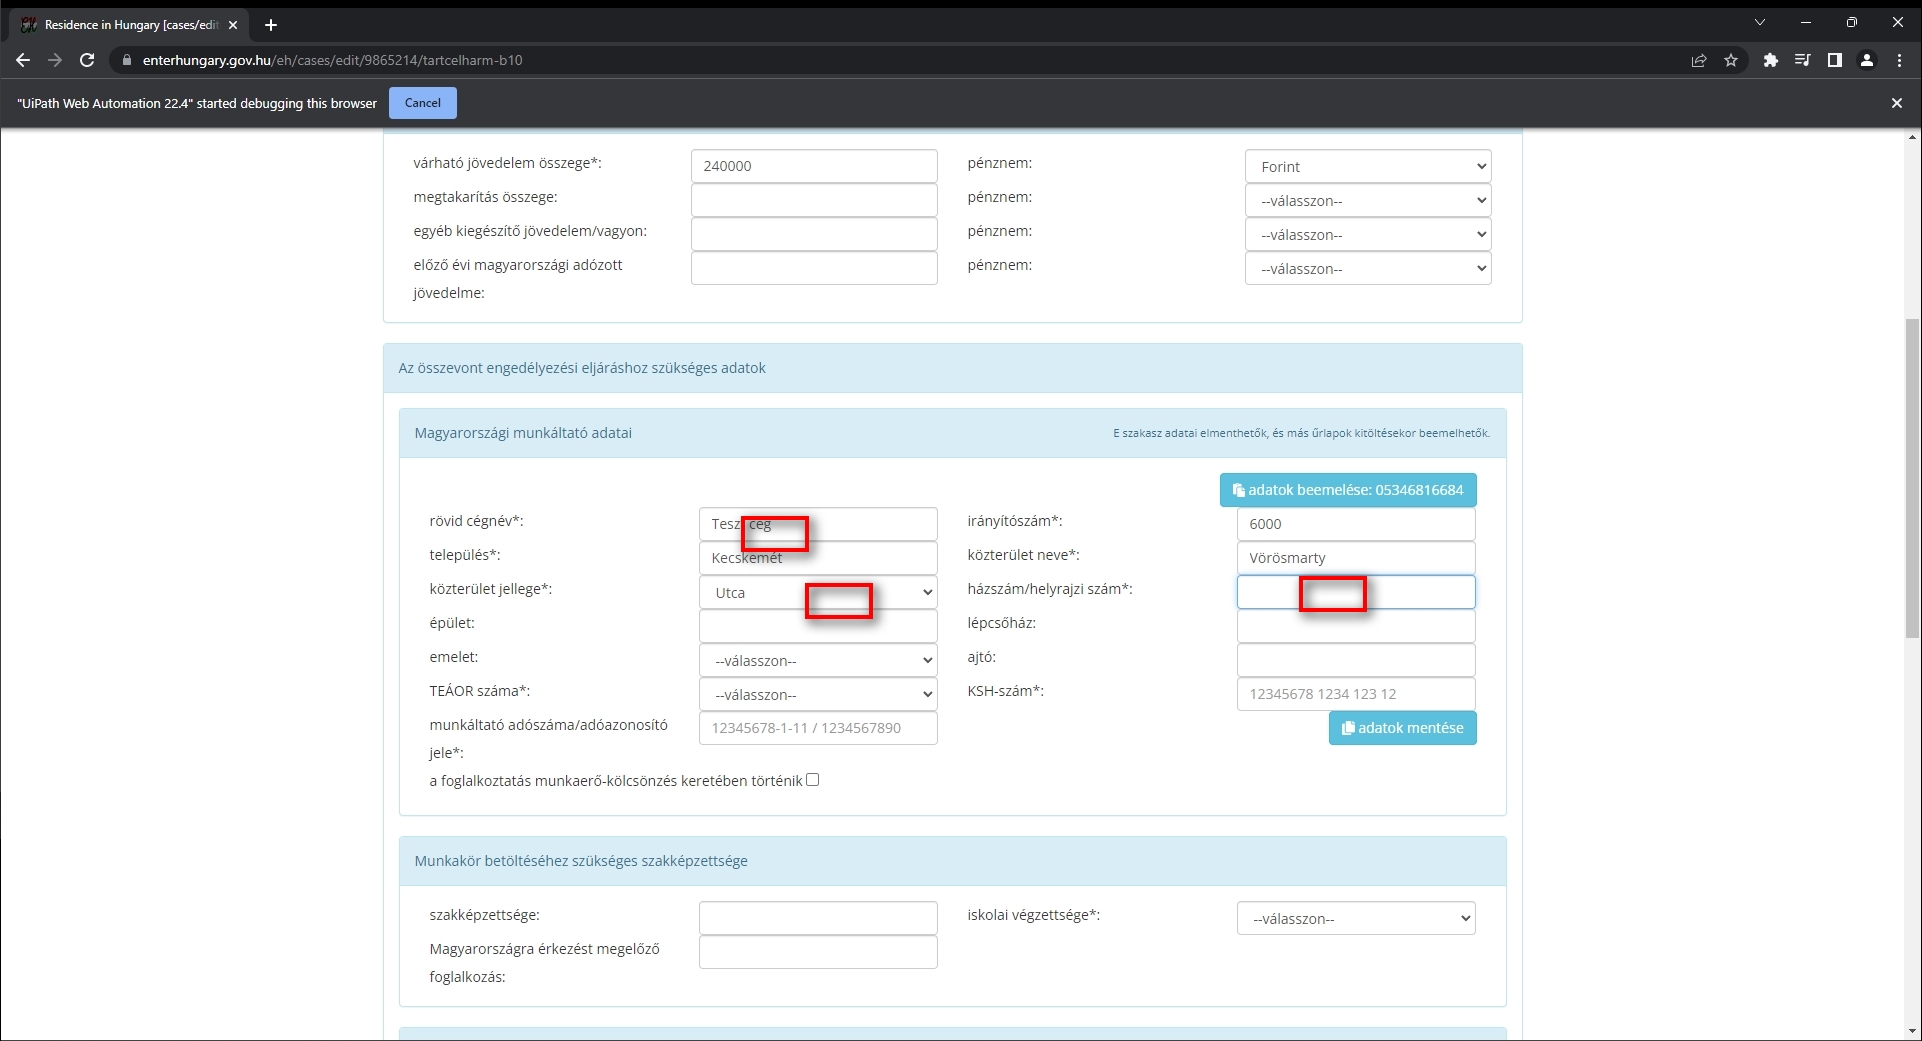 Residence in Hungary [cases/edit
enterhungary.gov.hu/eh/cases/edit/9865214/tartcelharm-b10
"UiPath Web Automation 22.4" started debugging this browser Cancel
várható jövedelem összege*: 240000 pénznem: Forint
megtakarítás összege: pénznem: --válasszon--
egyéb kiegészítő jövedelem/vagyon: pénznem: --válasszon--
előző évi magyarországi adózott pénznem: --válasszon--
jövedelme:
Az összevont engedélyezési eljáráshoz szükséges adatok
Magyarországi munkáltató adatai E szakasz adatai elmenthetők, és más űrlapok kitöltésekor beemelhetők.
adatok beemelése: 05346816684
rövid cégnév*: cég irányítószám*: 6000
település*: Kecskemét közterület neve*: Vörösmarty
közterület jellege*: Utca házszám/helyrajzi szám*:
épület: lépcsőház:
emelet: --válasszon-- ajtó:
TEÁOR száma*: --válasszon-- KSH-szám*: 12345678 1234 123 12
munkáltató adószáma/adóazonosító 12345678-1-11 / 1234567890 adatok mentése
jele*:
a foglalkoztatás munkaerő-kölcsönzés keretében történik
Munkakör betöltéséhez szükséges szakképzettsége
szakképzettsége: iskolai végzettsége*: --válasszon--
Magyarországra érkezést megelőző
foglalkozás: